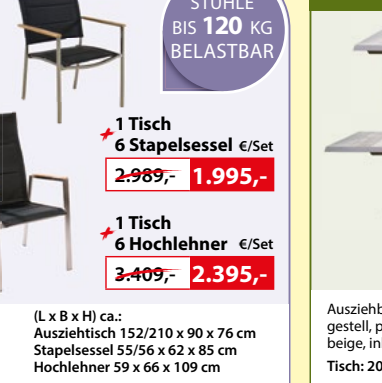 STÜHLE
BIS 120 KG
BELASTBAR
1 Tisch
6 Stapelsessel €/Set
2.989,- 1.995,-
1 Tisch
6 Hochlehner €/Set
3.409,- 2.395,-
(L x B x H) ca.:
Ausziehtisch 152/210 x 90 x 76 cm
Stapelsessel 55/56 x 62 x 85 cm
Hochlehner 59 x 66 x 109 cm
gestell,
beige,
Tisch: